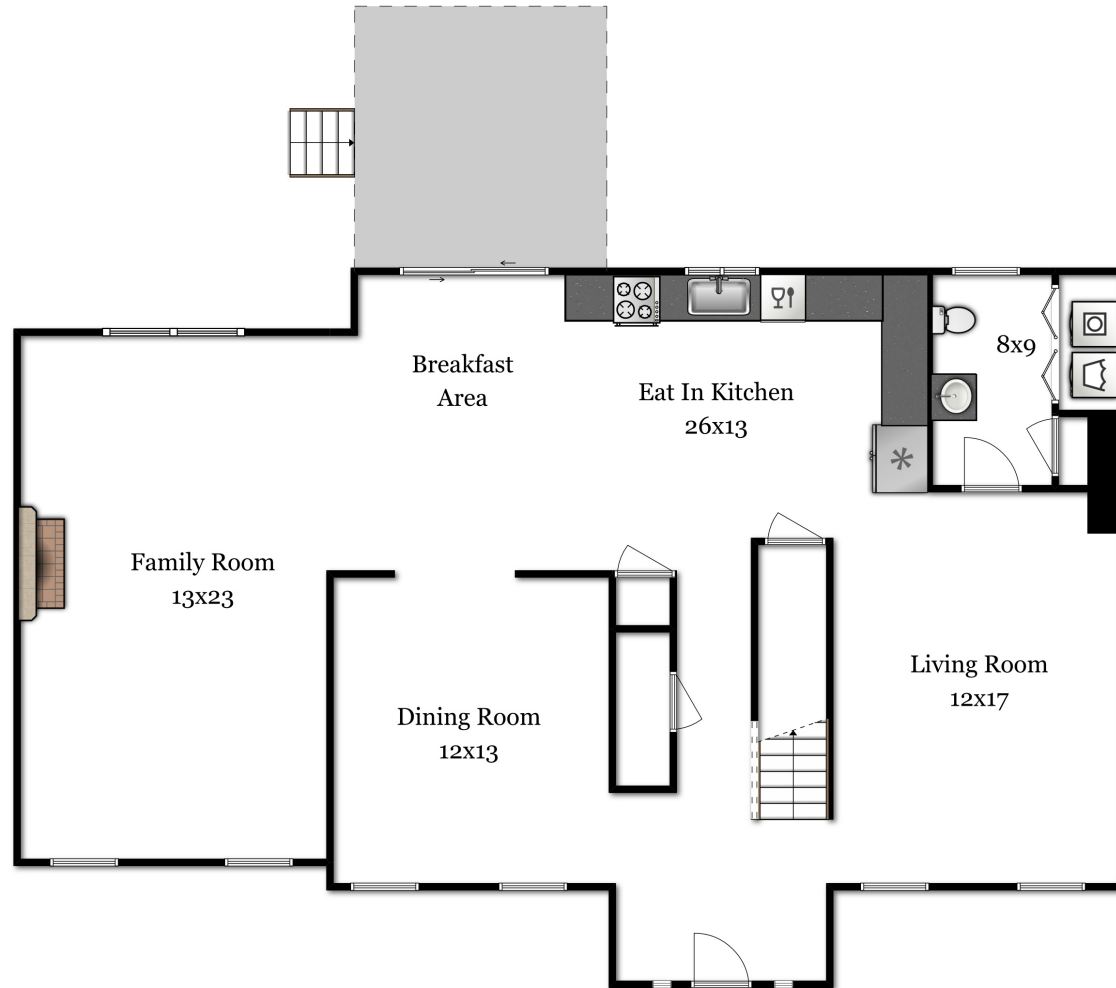 Breakfast
Area
Eat In Kitchen
26x13
8x9
Family Room
13x23
Living Room
12x17
Dining Room
12x13